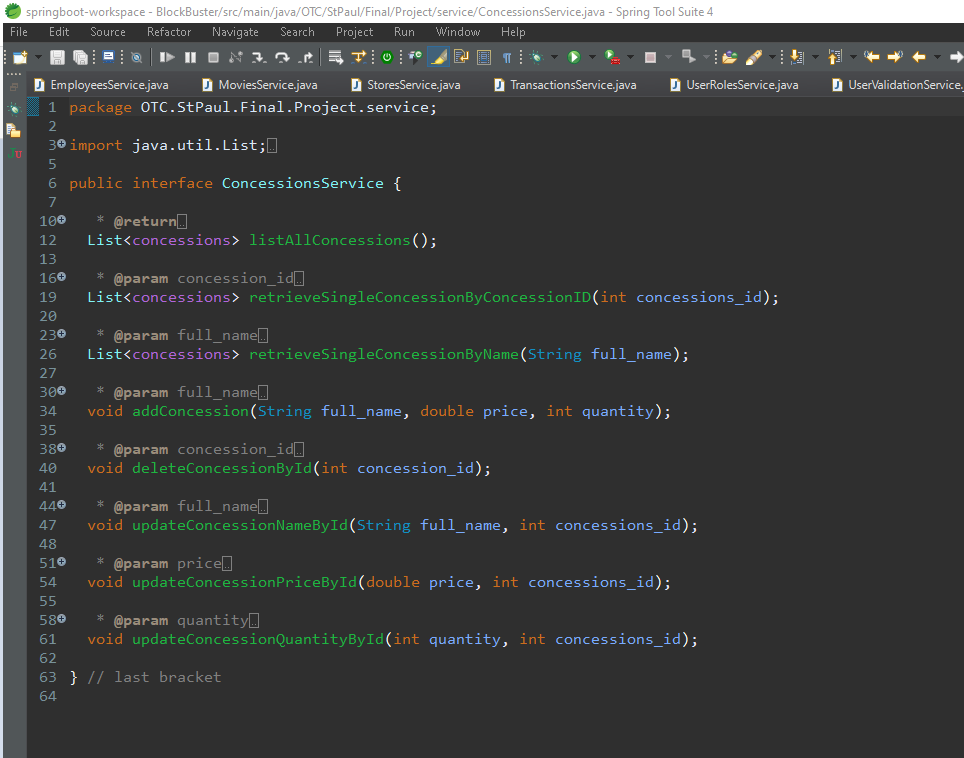 springboot-workspace - BlockBuster/src/main/java/OTC/StPaul/Final/Project/service/ConcessionsService.java - Spring Tool Suite 4
File Edit Source Refactor Navigate Search Project Run Window Help
EmployeesService.java MoviesService.java StoresService.java TransactionsService.java UserRolesService.java UserValidationService.
1 package OTC.StPaul.Final.Project.service;
2
3 import java.util.List;
5
6 public interface ConcessionsService {
7
10 * @return
12 List<concessions> listAllConcessions();
13
16 * @param concession_id
19 List<concessions> retrieveSingleConcessionByConcessionID(int concessions_id);
20
23 * @param full_name
26 List<concessions> retrieveSingleConcessionByName(String full_name);
27
30 * @param full_name
34 void addConcession(String full_name, double price, int quantity);
35
38 * @param concession_id
40 void deleteConcessionById(int concession_id);
41
44 * @param full_name
47 void updateConcessionNameById(String full_name, int concessions_id);
48
51 * @param price
54 void updateConcessionPriceById(double price, int concessions_id);
55
58 * @param quantity
61 void updateConcessionQuantityById(int quantity, int concessions_id);
62
63 } // last bracket
64